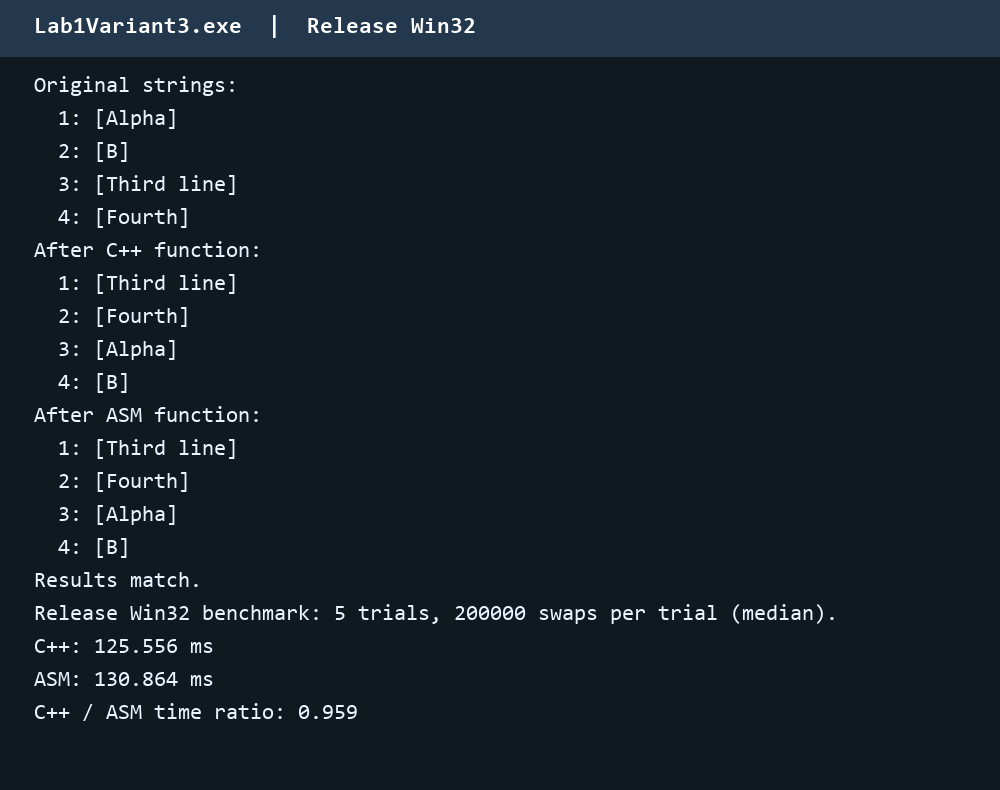 Lab1Variant3.exe | Release Win32
Original strings:
1: [Alpha]
2: [B]
3: [Third line]
4: [Fourth]
After C++ function:
1: [Third line]
2: [Fourth]
3: [Alpha]
4: [B]
After ASM function:
1: [Third line]
2: [Fourth]
3: [Alpha]
4: [B]
Results match.
Release Win32 benchmark: 5 trials, 200000 swaps per trial (median).
C++: 125.556 ms
ASM: 130.864 ms
C++ / ASM time ratio: 0.959